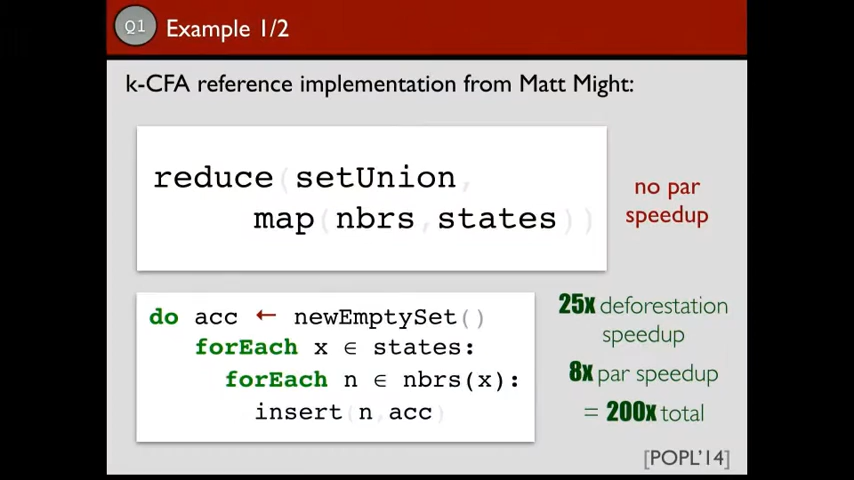 Q1 Example 1/2
k-CFA reference implementation from Matt Might:
reduce(setUnion,
map(nbrs,states))
no par
speedup
do acc ← newEmptySet()
forEach x ∈ states:
forEach n ∈ nbrs(x):
insert(n,acc)
25x deforestation
speedup
8x par speedup
= 200x total
[POPL'14]